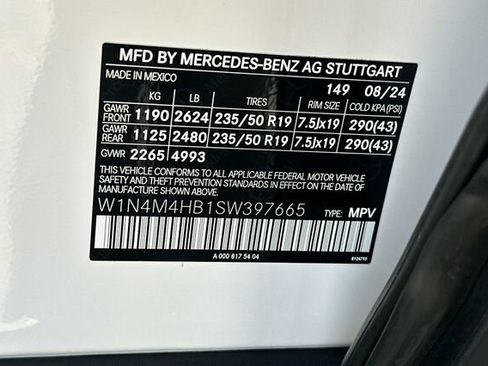 MFD BY MERCEDES-BENZ AG STUTTGART
MADE IN MEXICO 149 08/24
KG LB TIRES RIM SIZE COLD KPA(PSI)
GAWR FRONT 1190 2624 235/50 R19 7.5Jx19 290(43)
GAWR REAR 1125 2480 235/50 R19 7.5Jx19 290(43)
GVWR 2265 4993
THIS VEHICLE CONFORMS TO ALL APPLICABLE FEDERAL MOTOR VEHICLE
SAFETY AND THEFT PREVENTION STANDARDS IN EFFECT ON THE DATE
OF MANUFACTURE SHOWN ABOVE.
W1N4M4HB1SW397665 TYPE: MPV
A 000 817 54 04